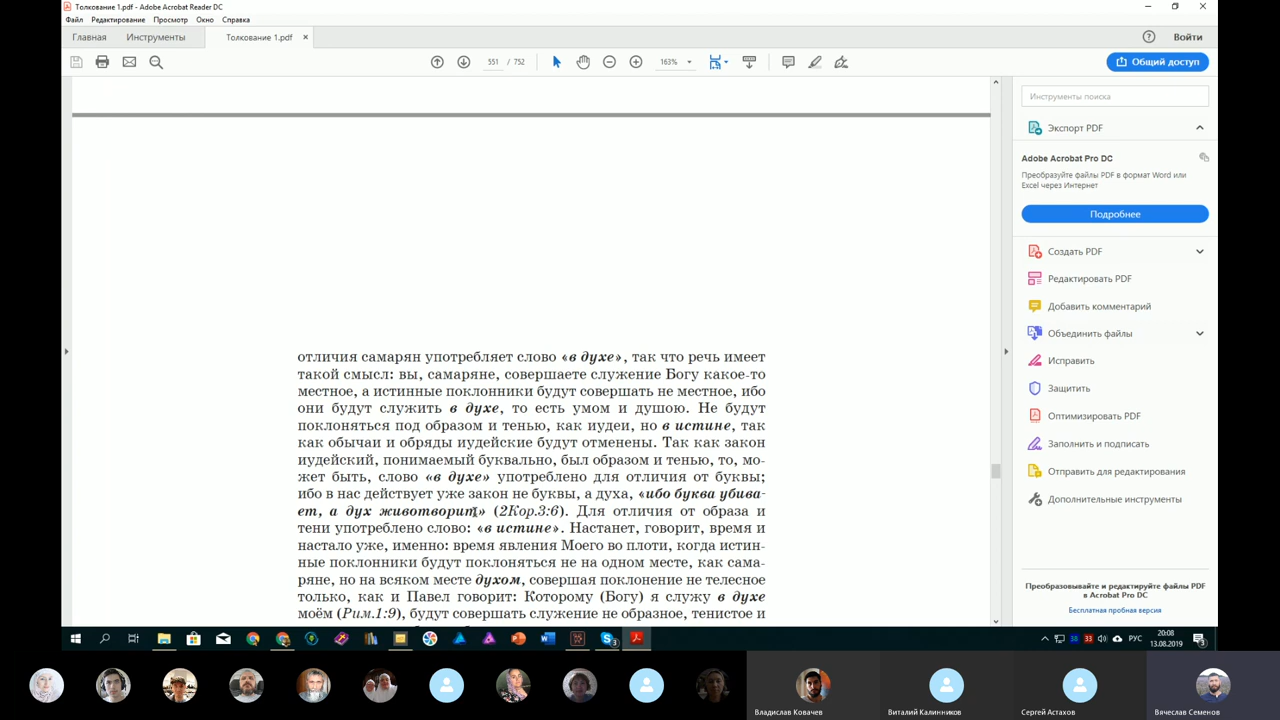 Толкование 1.pdf - Adobe Acrobat Reader DC
Файл Редактирование Просмотр Окно Справка
Главная Инструменты Толкование 1.pdf × Войти
551 / 752 163% Общий доступ
отличия самарян употребляет слово «в духе», так что речь имеет
такой смысл: вы, самаряне, совершаете служение Богу какое-то
местное, а истинные поклонники будут совершать не местное, ибо
они будут служить в духе, то есть умом и душою. Не будут
поклоняться под образом и тенью, как иудеи, но в истине, так
как обычаи и обряды иудейские будут отменены. Так как закон
иудейский, понимаемый буквально, был образом и тенью, то, мо-
жет быть, слово «в духе» употреблено для отличия от буквы;
ибо в нас действует уже закон не буквы, а духа, «ибо буква убива-
ет, а дух животворит» (2Кор.3:6). Для отличия от образа и
тени употреблено слово: «в истине». Настанет, говорит, время и
настало уже, именно: время явления Моего во плоти, когда истин-
ные поклонники будут поклоняться не на одном месте, как сама-
ряне, но на всяком месте духом, совершая поклонение не телесное
только, как и Павел говорит: Которому (Богу) я служу в духе
моём (Рим.1:9), будут совершать служение не образное, тенистое и
Инструменты поиска
Экспорт PDF
Adobe Acrobat Pro DC
Преобразуйте файлы PDF в формат Word или
Excel через Интернет
Подробнее
Создать PDF
Редактировать PDF
Добавить комментарий
Объединить файлы
Исправить
Защитить
Оптимизировать PDF
Заполнить и подписать
Отправить для редактирования
Дополнительные инструменты
Преобразовывайте и редактируйте файлы PDF
в Acrobat Pro DC
Бесплатная пробная версия
38 33 РУС 20:08
13.08.2019
Владислав Ковачев Виталий Калинников Сергей Астахов Вячеслав Семенов